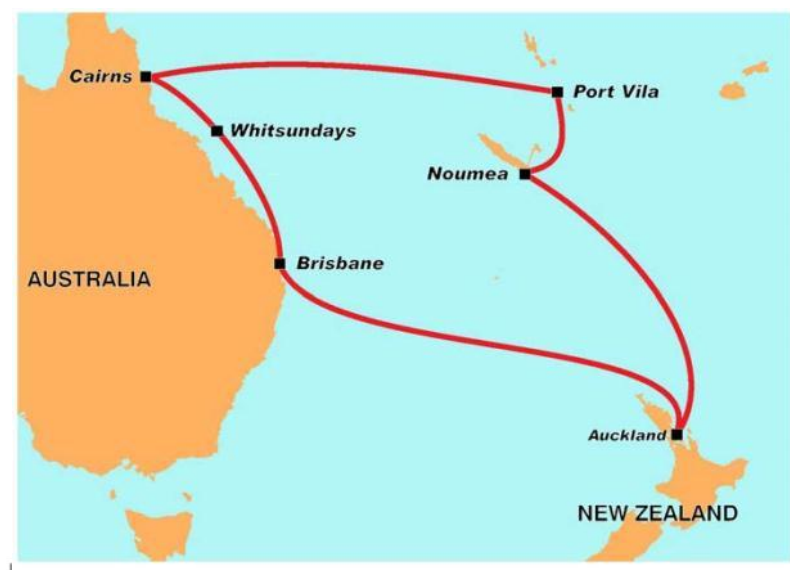 Cairns
Port Vila
Whitsundays
Noumea
Brisbane
AUSTRALIA
Auckland
NEW ZEALAND